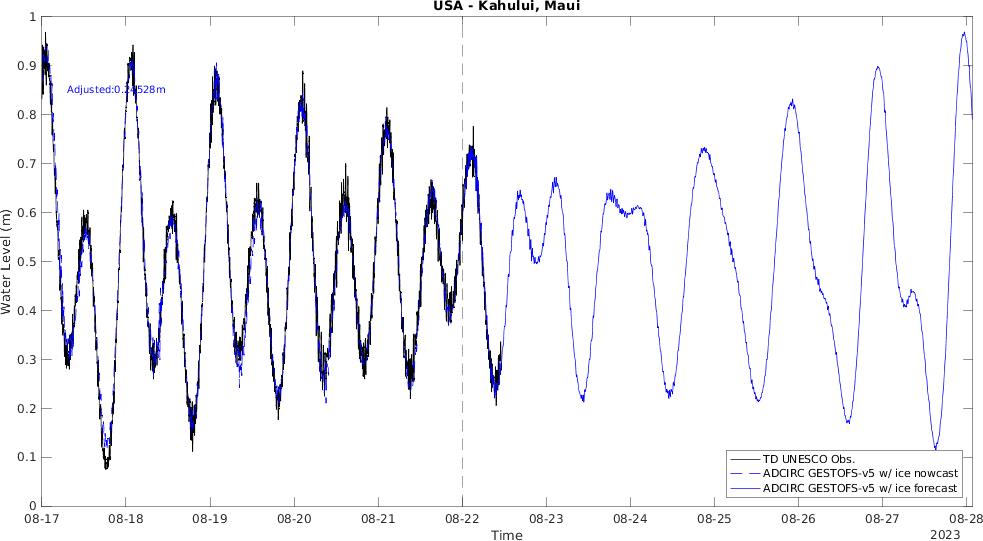 USA - Kahului, Maui
1
0.9
0.8
0.7
0.6
0.5
0.4
0.3
0.2
0.1
0
Water Level (m)
Adjusted:0.24528m
TD UNESCO Obs.
ADCIRC GESTOFS-v5 w/ ice nowcast
ADCIRC GESTOFS-v5 w/ ice forecast
08-17 08-18 08-19 08-20 08-21 08-22 08-23 08-24 08-25 08-26 08-27 08-28
Time
2023